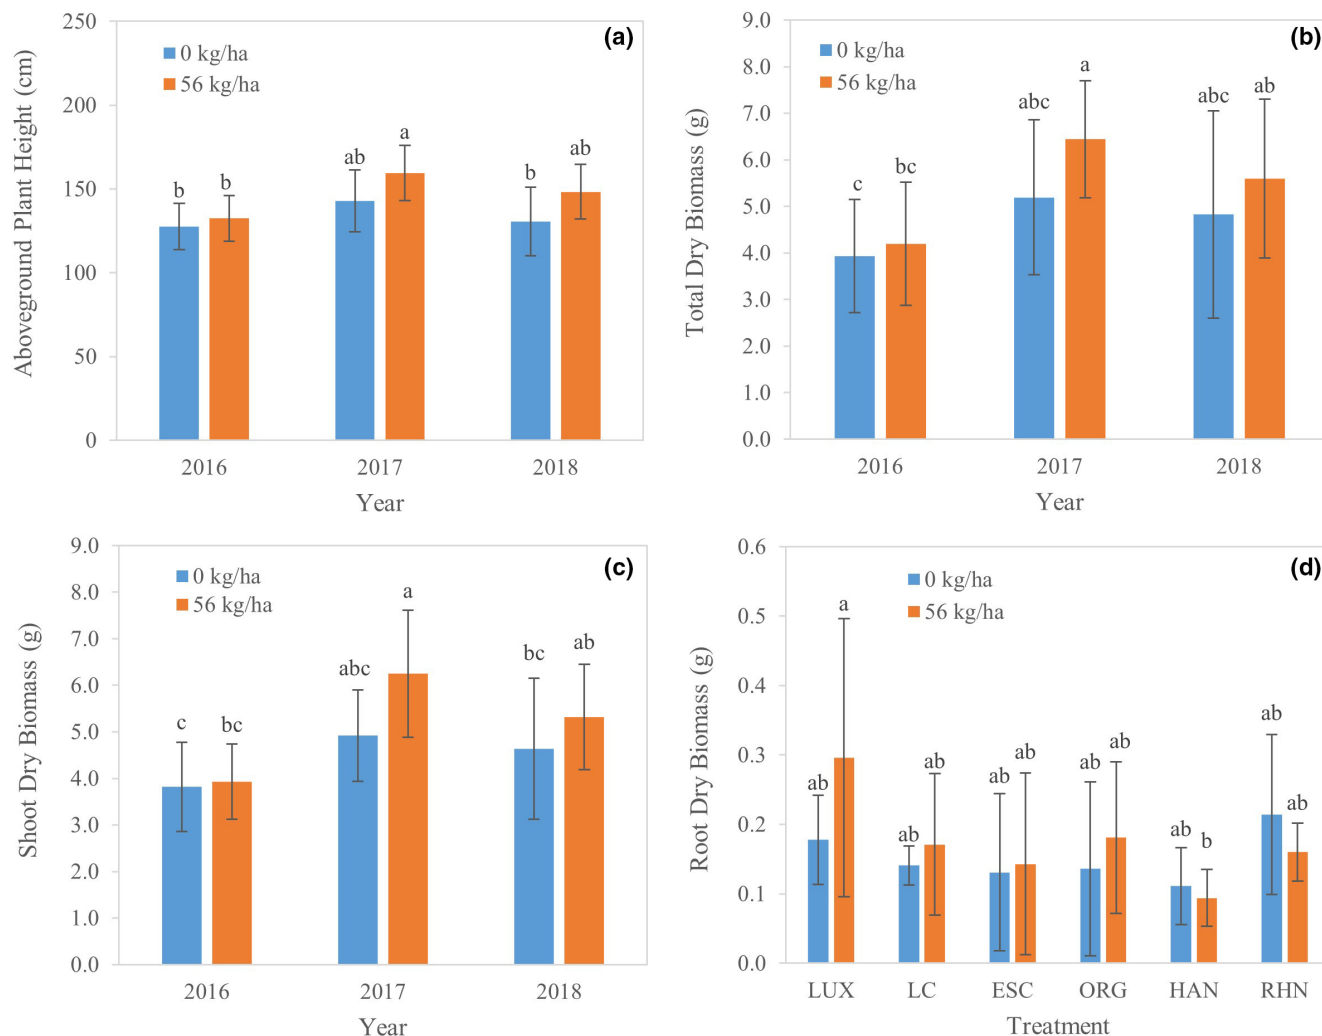 (a)
0 kg/ha
56 kg/ha
Aboveground Plant Height (cm)
250
200
150
100
50
0
b
b
ab
a
b
ab
2016
2017
2018
Year
(b)
0 kg/ha
56 kg/ha
Total Dry Biomass (g)
9.0
8.0
7.0
6.0
5.0
4.0
3.0
2.0
1.0
0.0
c
bc
abc
a
abc
ab
2016
2017
2018
Year
(c)
0 kg/ha
56 kg/ha
Shoot Dry Biomass (g)
9.0
8.0
7.0
6.0
5.0
4.0
3.0
2.0
1.0
0.0
c
bc
abc
a
bc
ab
2016
2017
2018
Year
(d)
0 kg/ha
56 kg/ha
Root Dry Biomass (g)
0.6
0.5
0.4
0.3
0.2
0.1
0.0
ab
a
ab
ab
ab
ab
ab
ab
ab
b
ab
ab
LUX
LC
ESC
ORG
HAN
RHN
Treatment